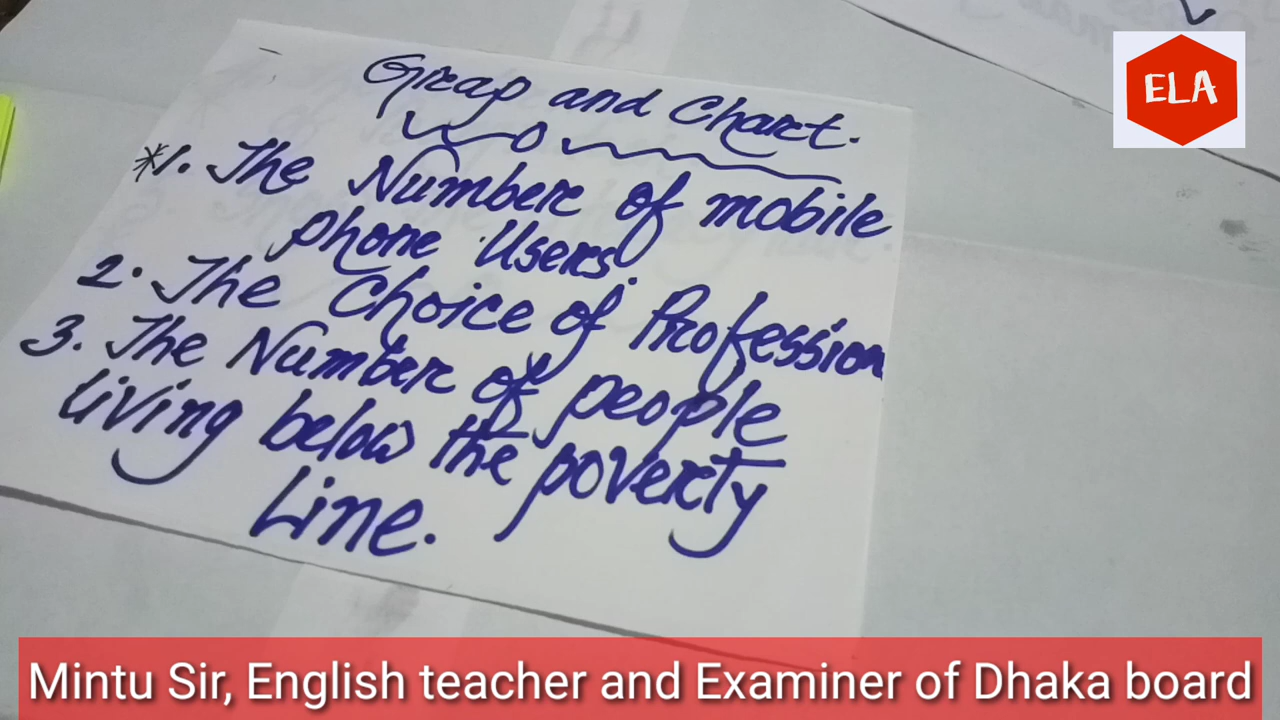 Grap and Chart.
*1. The Number of mobile
phone Users.
2. The Choice of Profession
3. The Number of people
living below the poverty
Line.
ELA
Mintu Sir, English teacher and Examiner of Dhaka board